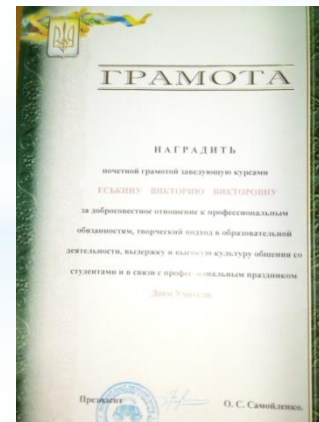 ГРАМОТА
НАГРАДИТЬ
почетной грамотой заведующую курсами
ЕСЬКИНУ ВИКТОРИЮ ВИКТОРОВНУ
за добросовестное отношение к профессиональным
обязанностям, творческий подход в образовательной
деятельности, выдержку и высокую культуру общения со
студентами и в связи с профессиональным праздником
Днем Учителя.
Президент О. С. Самойленко.